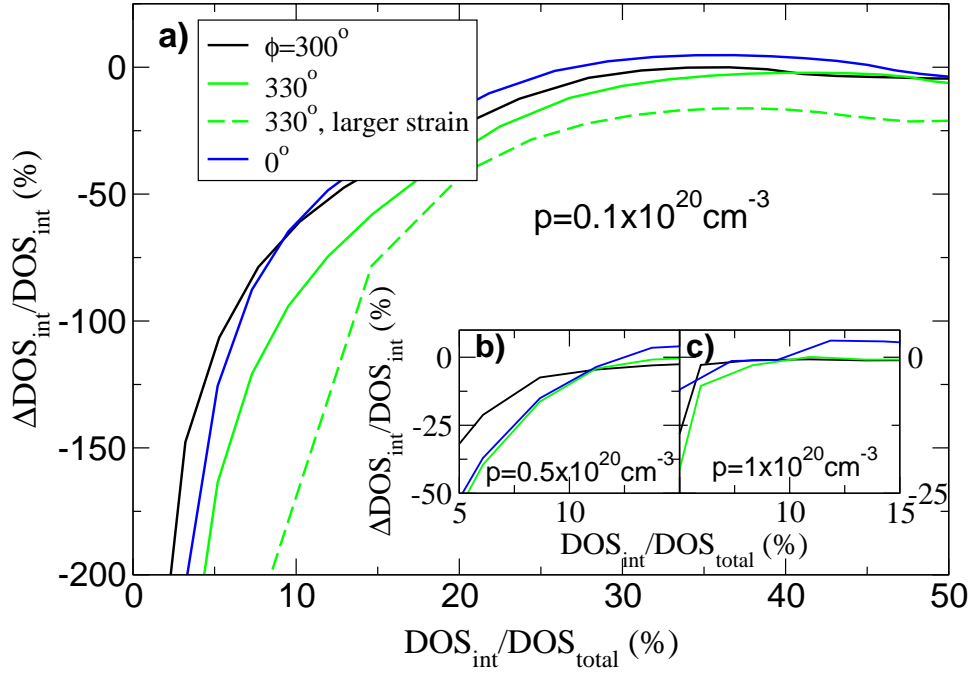 a)
ϕ=300°
330°
330°, larger strain
0°
0
-50
-100
-150
-200
ΔDOS_int/DOS_int (%)
p=0.1x10^20cm^-3
b)
0
-25
-50
ΔDOS_int/DOS_int (%)
p=0.5x10^20cm^-3
5
10
c)
0
-25
p=1x10^20cm^-3
10
15
DOS_int/DOS_total (%)
0
10
20
30
40
50
DOS_int/DOS_total (%)